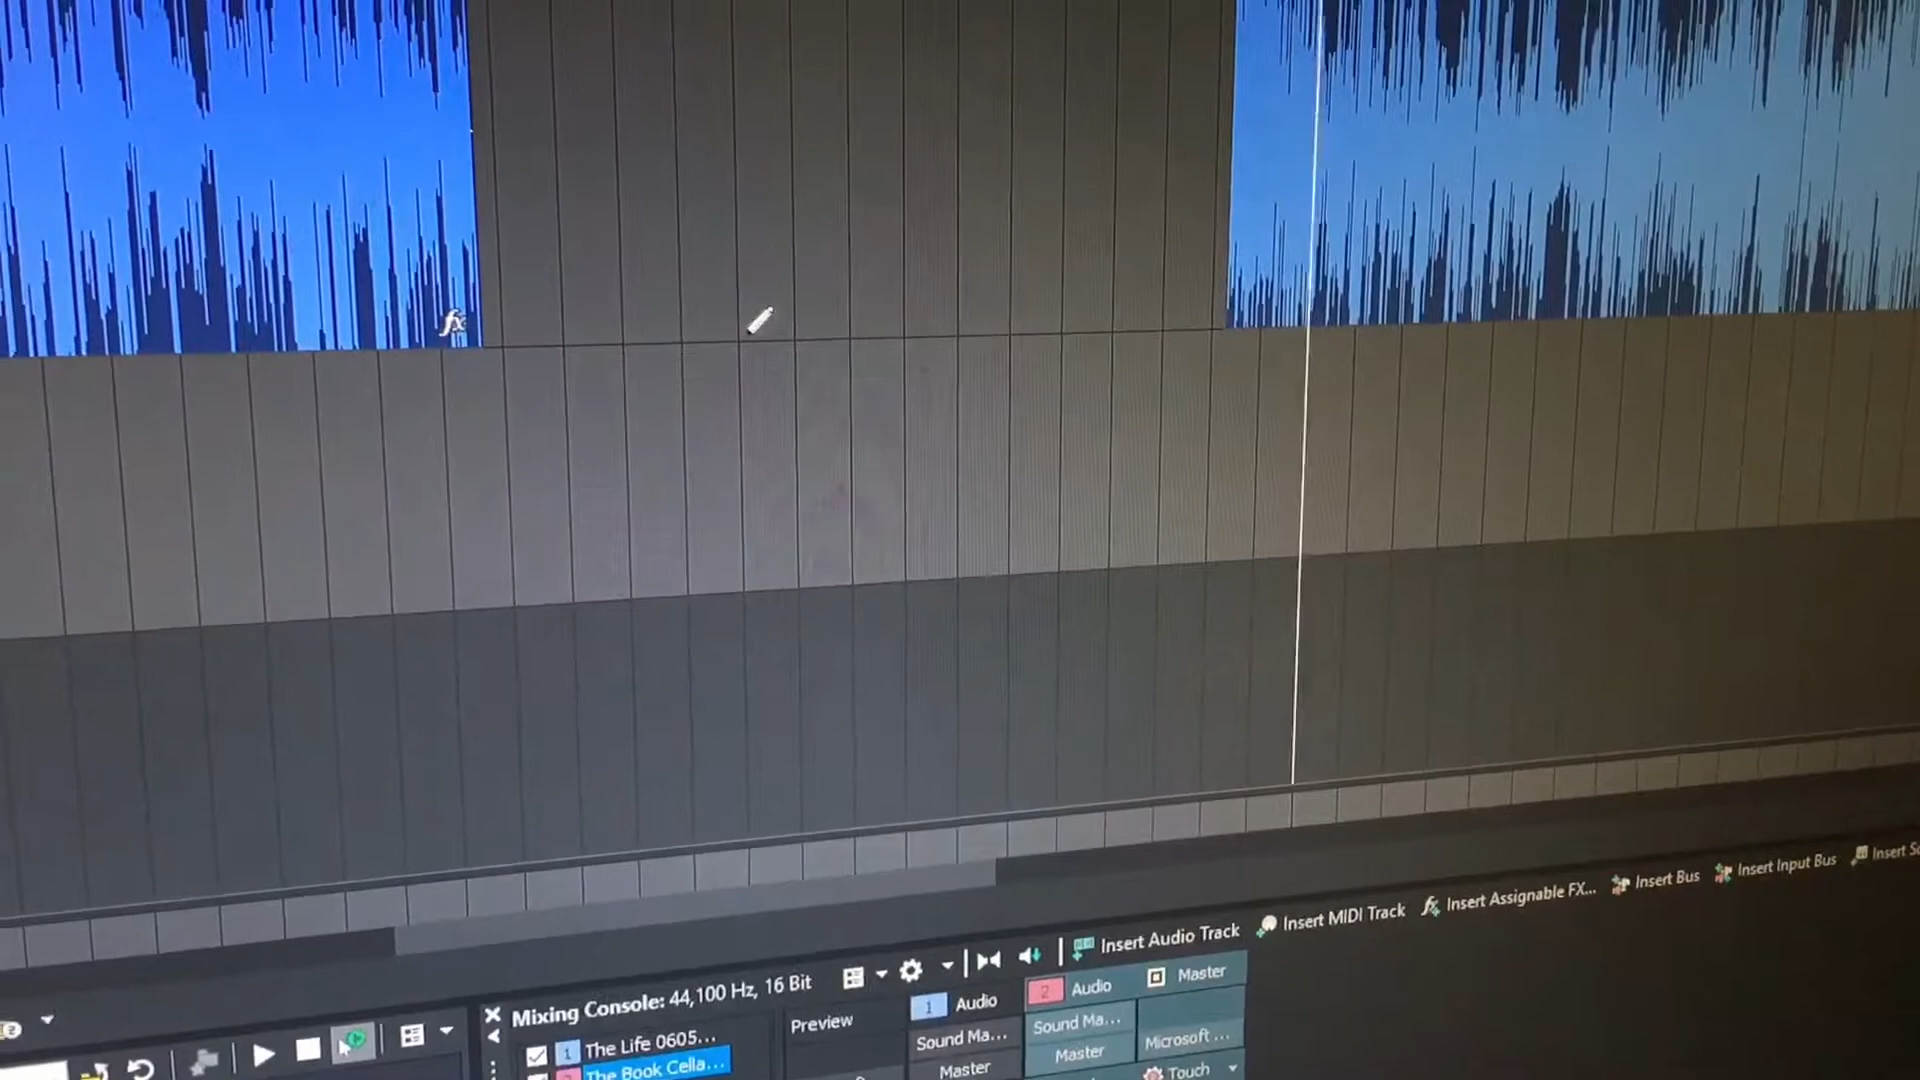 fx
Insert Audio Track
Insert MIDI Track
Insert Assignable FX...
Insert Bus
Insert Input Bus
Insert
Mixing Console: 44,100 Hz, 16 Bit
1 The Life 0605...
The Book Cella...
Preview
1 Audio
Sound Ma...
Master
2 Audio
Sound Ma...
Master
Master
Microsoft ...
Touch